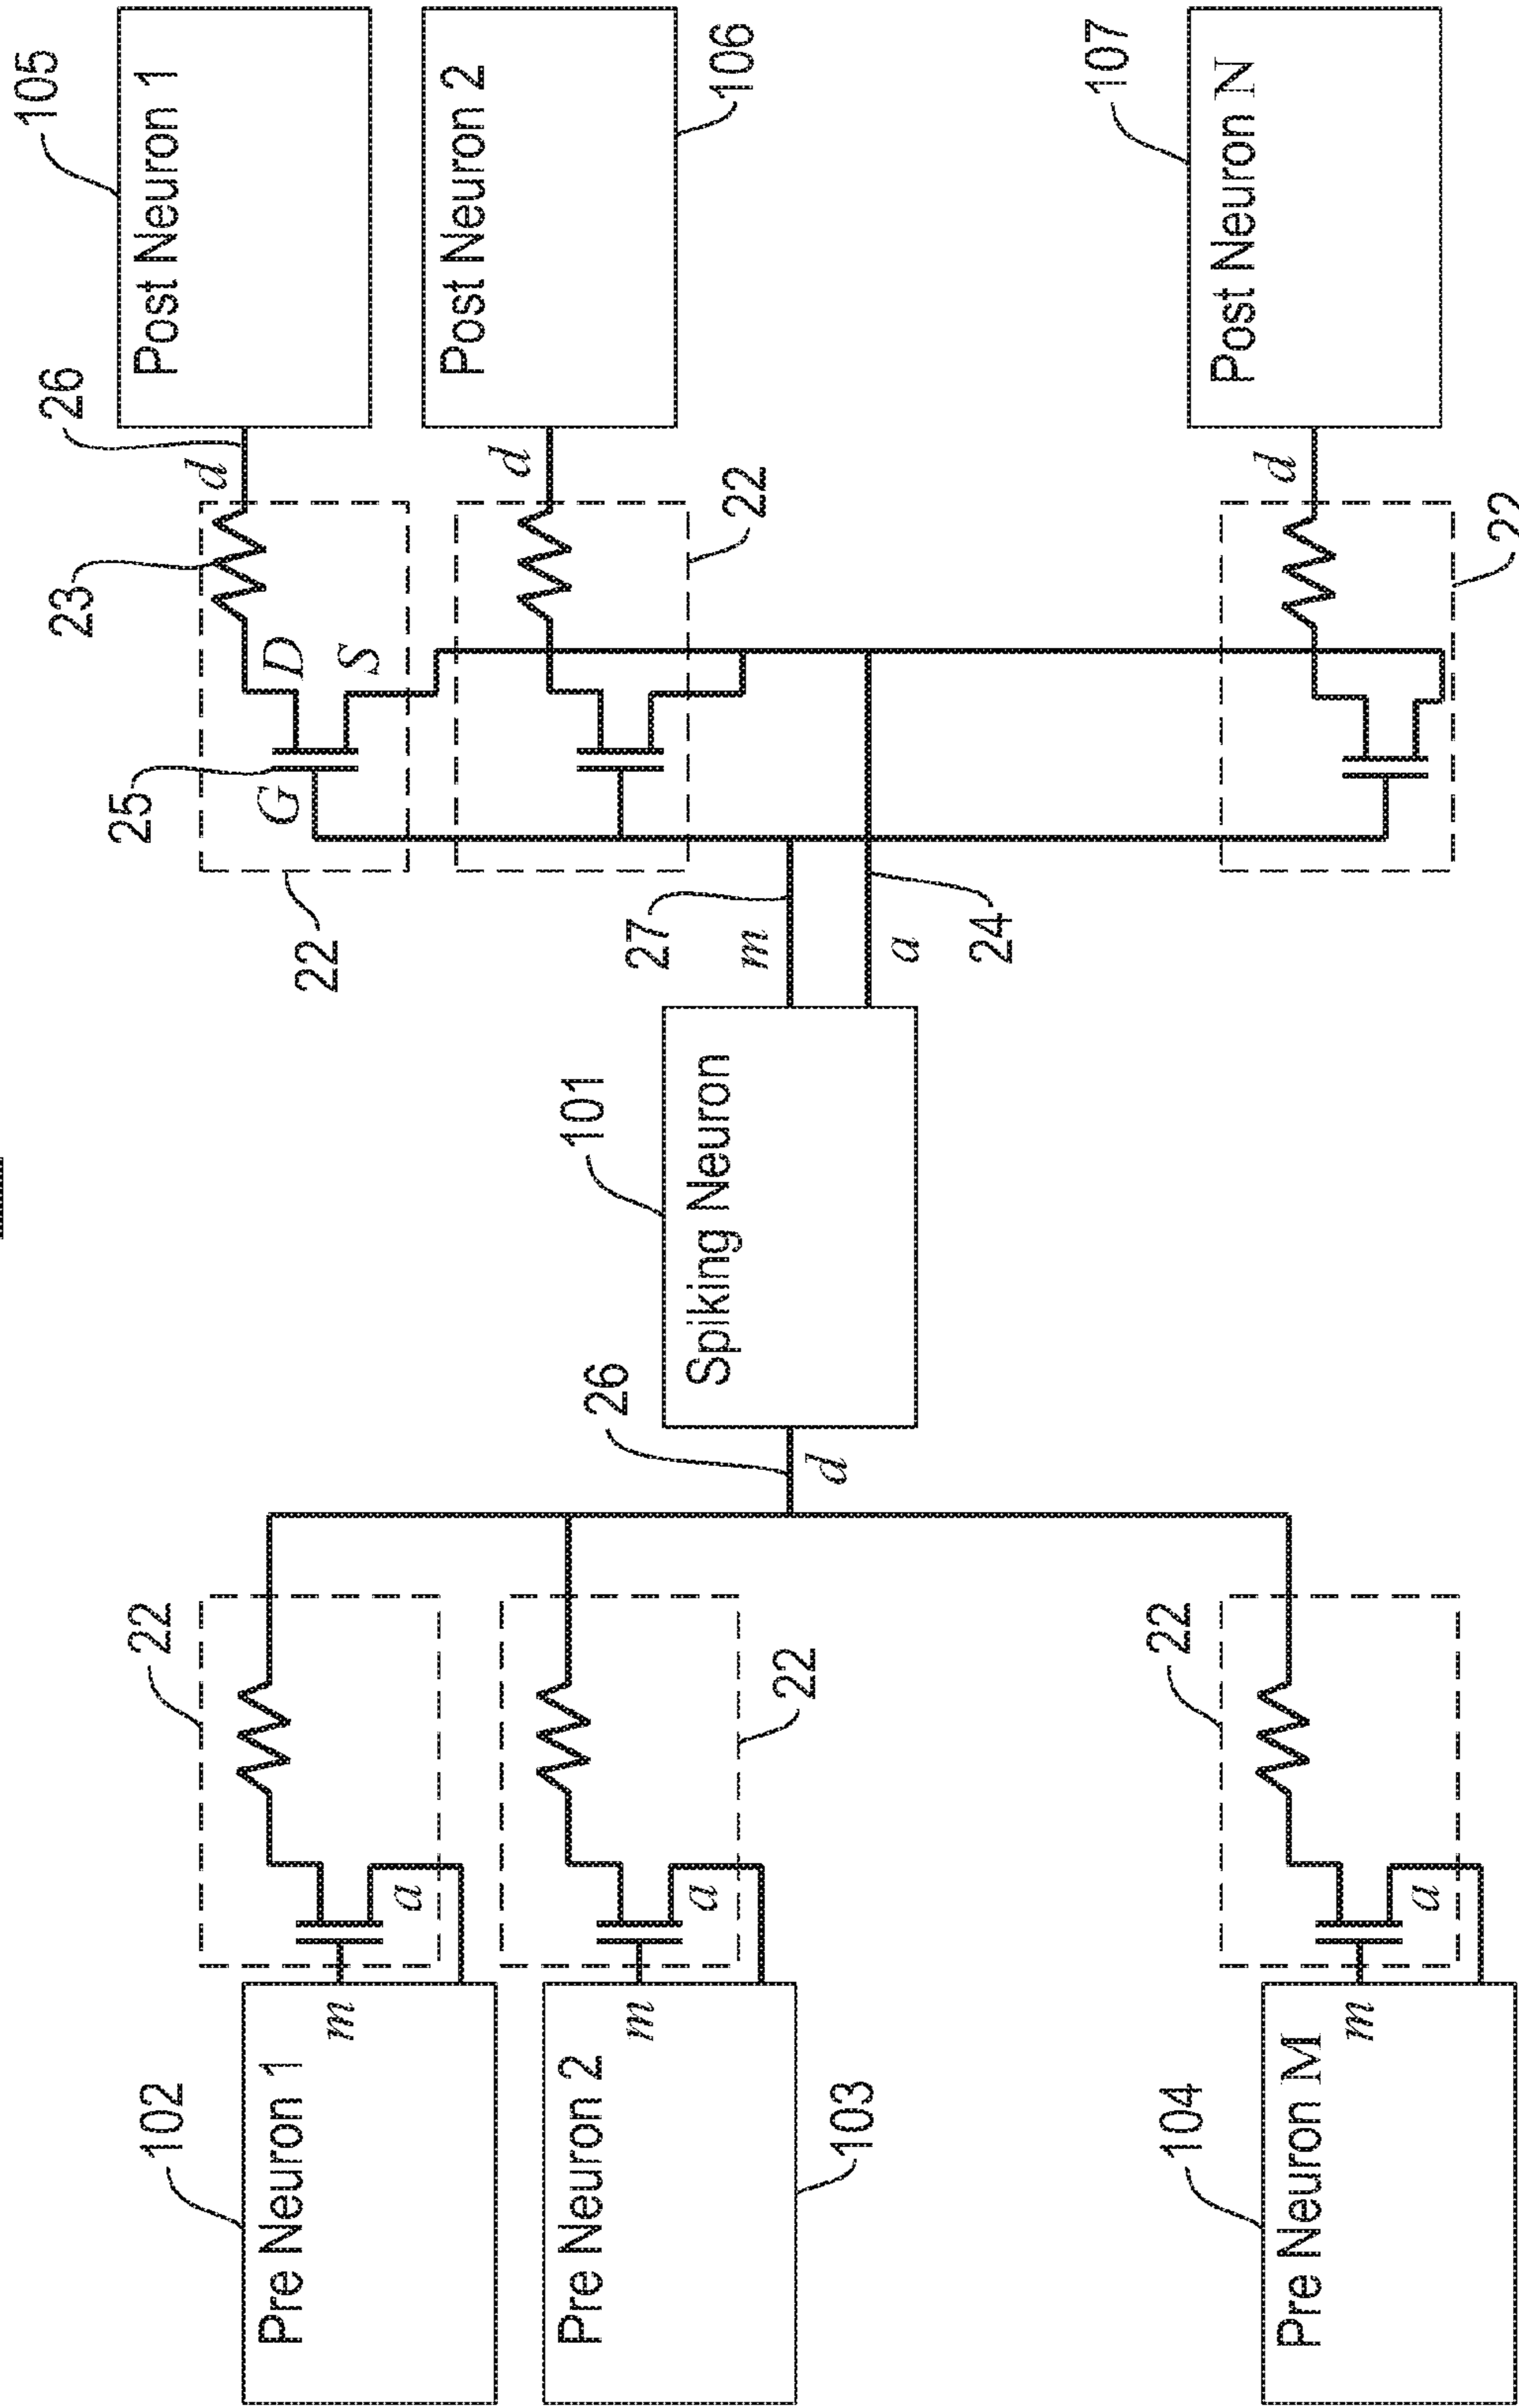 102
Pre Neuron 1
m
a
22
Pre Neuron 2
m
a
22
103
104
Pre Neuron M
m
a
22
26
d
101
Spiking Neuron
27
m
a
24
22
25
G
D
S
23
26
d
105
Post Neuron 1
d
22
Post Neuron 2
106
d
22
107
Post Neuron N